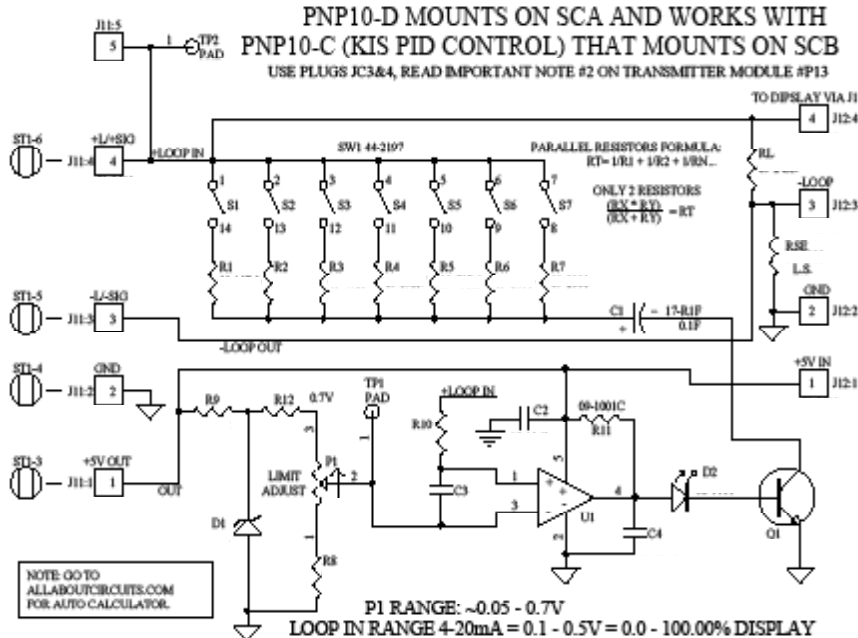 PNP10-D MOUNTS ON SCA AND WORKS WITH
PNP10-C (KIS PID CONTROL) THAT MOUNTS ON SCB
USE PLUGS JC3&4, READ IMPORTANT NOTE #2 ON TRANSMITTER MODULE #P13
J11:5
5
1
TP2
PAD
TO DIPSLAY VIA J1
4
J12:4
ST1-6
J11:4
+L/+SIG
4
+LOOP IN
SW1 44-2197
PARALLEL RESISTORS FORMULA:
RT= 1/R1 + 1/R2 + 1/RN...
ONLY 2 RESISTORS
(RX * RY)
(RX + RY)
= RT
RL
-LOOP
3
J12:3
1
2
3
4
5
6
7
S1
S2
S3
S4
S5
S6
S7
14
13
12
11
10
9
8
R1
R2
R3
R4
R5
R6
R7
RSE
L.S.
GND
2
J12:2
ST1-5
J11:3
-L/-SIG
3
-LOOP OUT
C1
- 17-R1F
+
0.1F
ST1-4
J11:2
GND
2
+5V IN
1
J12:1
R9
R12
0.7V
TP1
PAD
1
+LOOP IN
R10
C2
09-1001C
R11
ST1-3
J11:1
+5V OUT
1
OUT
3
P1
LIMIT
ADJUST
2
1
C3
1
3
5
+
+
-
2
U1
4
C4
D2
Q1
D1
R8
NOTE: GO TO
ALLABOUTCIRCUITS.COM
FOR AUTO CALCULATOR.
P1 RANGE: ~0.05 - 0.7V
LOOP IN RANGE 4-20mA = 0.1 - 0.5V = 0.0 - 100.00% DISPLAY